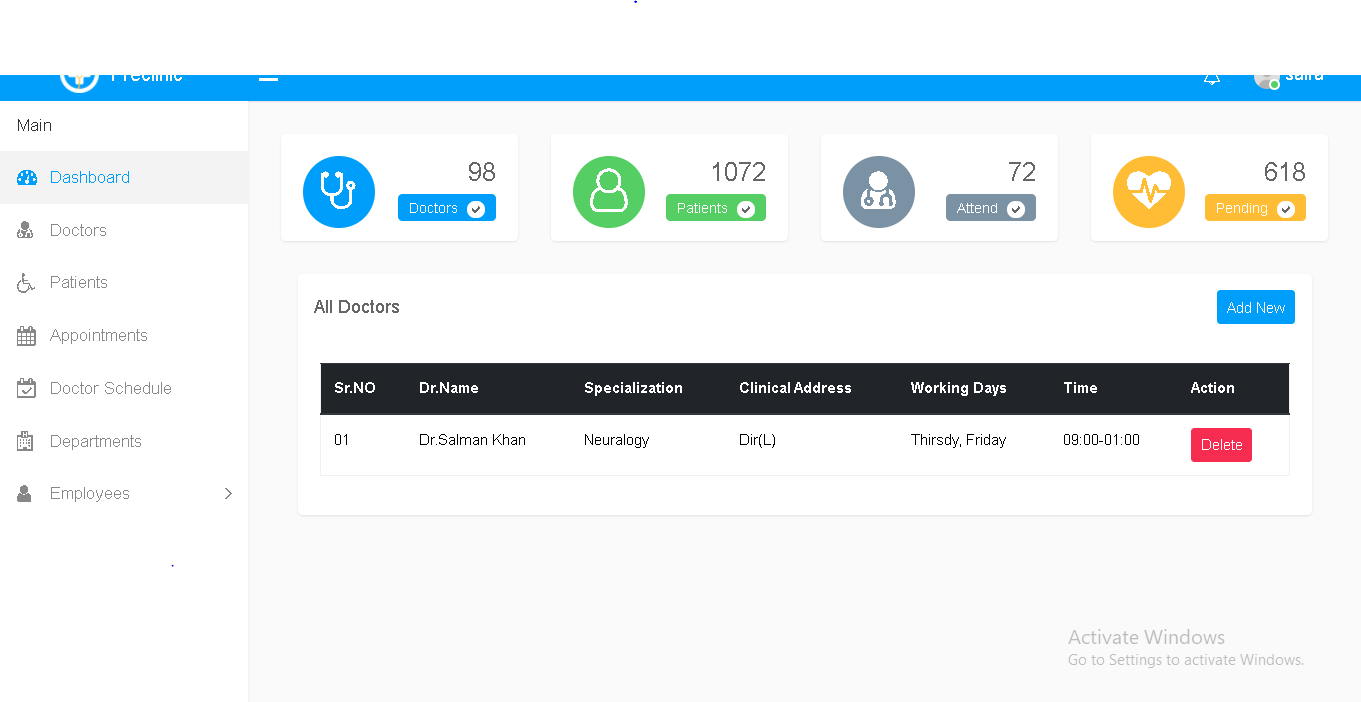 Preclinic
saira
Main
Dashboard
Doctors
Patients
Appointments
Doctor Schedule
Departments
Employees
98
Doctors
1072
Patients
72
Attend
618
Pending
All Doctors
Add New
Sr.NO Dr.Name Specialization Clinical Address Working Days Time Action
01 Dr.Salman Khan Neuralogy Dir(L) Thirsdy, Friday 09:00-01:00 Delete
Activate Windows
Go to Settings to activate Windows.